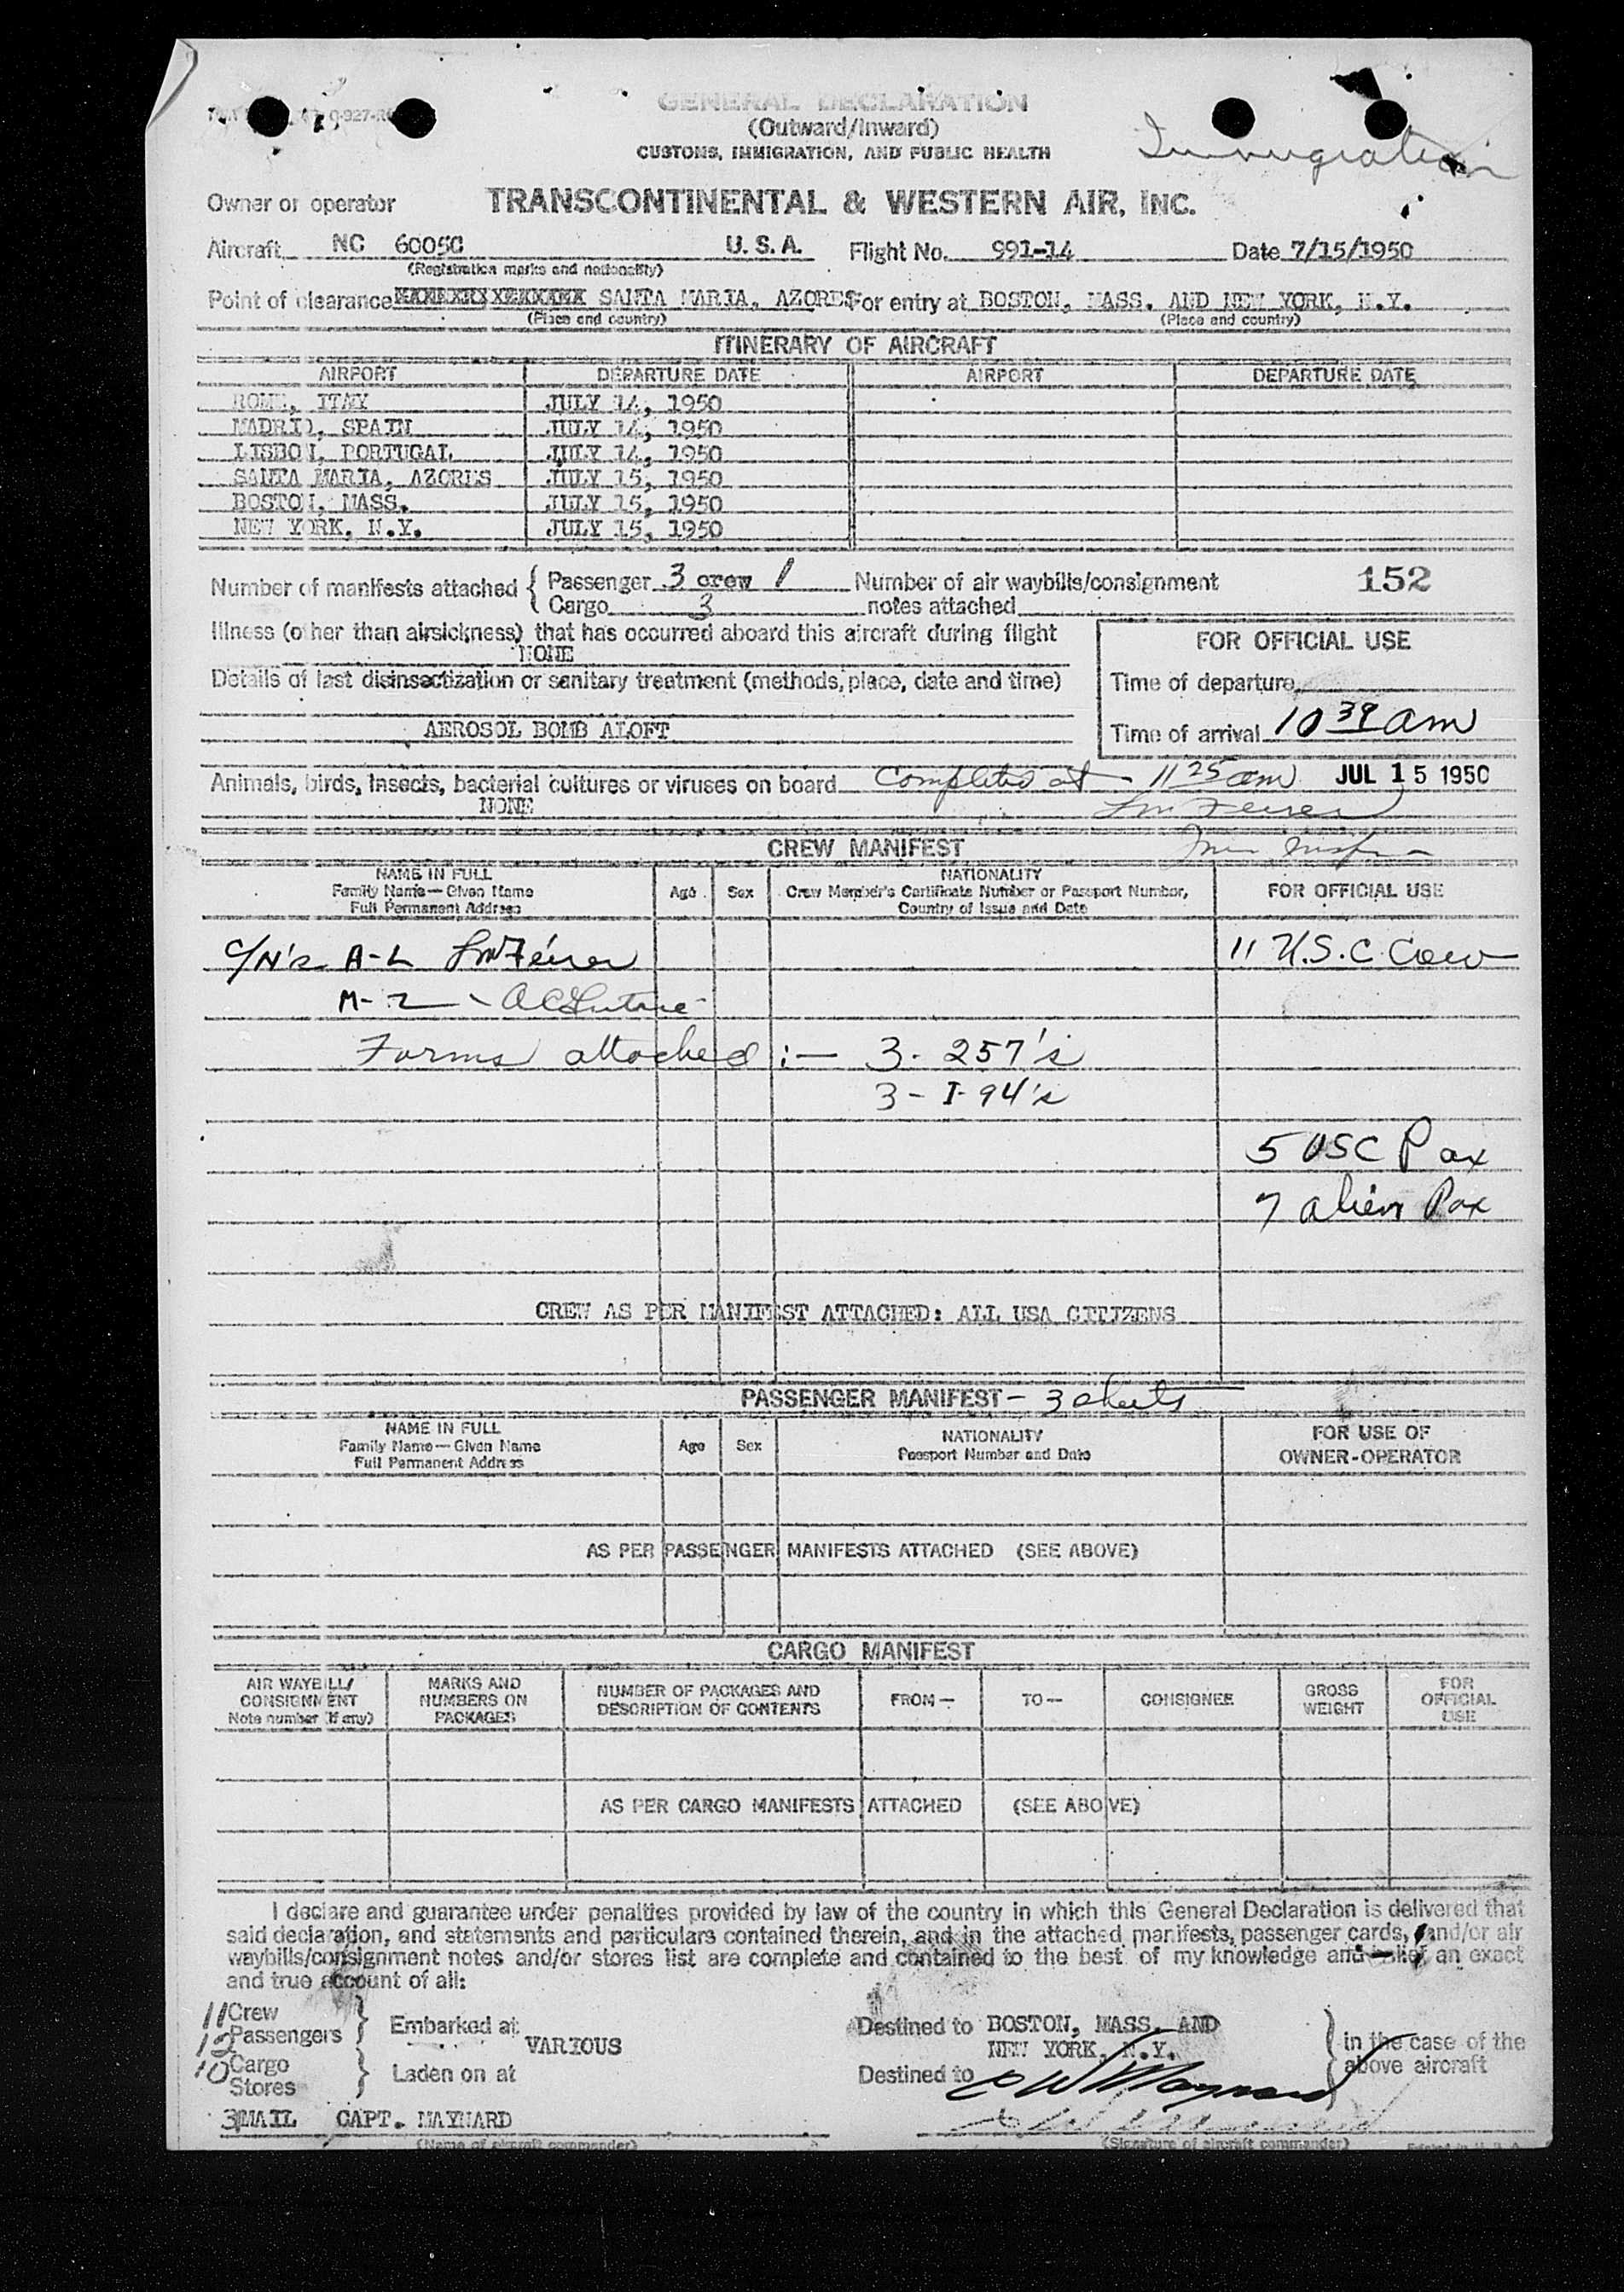 GENERAL DECLARATION
(Outward/Inward)
CUSTOMS, IMMIGRATION, AND PUBLIC HEALTH
Immigration
Owner or operator TRANSCONTINENTAL & WESTERN AIR, INC.
Aircraft NC 6005C U. S. A. Flight No. 991-14 Date 7/15/1950
(Registration marks and nationality)
Point of clearance SANTA MARIA, AZORES For entry at BOSTON, MASS. AND NEW YORK, N.Y.
(Place and country) (Place and country)
ITINERARY OF AIRCRAFT
AIRPORT DEPARTURE DATE AIRPORT DEPARTURE DATE
ROME, ITAY JULY 14, 1950
MADRID, SPAIN JULY 14, 1950
LISBON, PORTUGAL JULY 14, 1950
SANTA MARIA, AZORES JULY 15, 1950
BOSTON, MASS. JULY 15, 1950
NEW YORK, N.Y. JULY 15, 1950
Number of manifests attached { Passenger 3 crew 1 Number of air waybills/consignment 152
Cargo 3 notes attached
Illness (other than airsickness) that has occurred aboard this aircraft during flight
NONE
FOR OFFICIAL USE
Details of last disinsectization or sanitary treatment (methods, place, date and time)
Time of departure
AEROSOL BOMB ALOFT
Time of arrival 10 39 am
Animals, birds, insects, bacterial cultures or viruses on board Completed at - 11 25 am JUL 15 1950
NONE
CREW MANIFEST
NAME IN FULL
Family Name—Given Name
Full Permanent Address
Age Sex
NATIONALITY
Crew Member's Certificate Number or Passport Number,
Country of Issue and Date
FOR OFFICIAL USE
C/N's A-L
11 U.S.C. Crew
M-Z
Forms attached :— 3- 257's
3 - I-94's
5 USC Pax
7 alien Pax
CREW AS PER MANIFEST ATTACHED: ALL USA CITIZENS
PASSENGER MANIFEST - 3 sheets
NAME IN FULL
Family Name—Given Name
Full Permanent Address
Age Sex
NATIONALITY
Passport Number and Date
FOR USE OF
OWNER-OPERATOR
AS PER PASSENGER MANIFESTS ATTACHED (SEE ABOVE)
CARGO MANIFEST
AIR WAYBILL/
CONSIGNMENT
Note number (if any)
MARKS AND
NUMBERS ON
PACKAGES
NUMBER OF PACKAGES AND
DESCRIPTION OF CONTENTS
FROM—
TO—
CONSIGNEE
GROSS
WEIGHT
FOR
OFFICIAL
USE
AS PER CARGO MANIFESTS ATTACHED (SEE ABOVE)
I declare and guarantee under penalties provided by law of the country in which this General Declaration is delivered that
said declaration, and statements and particulars contained therein, and in the attached manifests, passenger cards, and/or air
waybills/consignment notes and/or stores list are complete and contained to the best of my knowledge and belief an exact
and true account of all:
11 Crew
12 Passengers
Embarked at VARIOUS
Destined to BOSTON, MASS. AND
NEW YORK, N.Y.
in the case of the
above aircraft
10 Cargo
Stores
Laden on at
Destined to
3 MAIL CAPT. MAYNARD
(Name of aircraft commander) (Signature of aircraft commander)